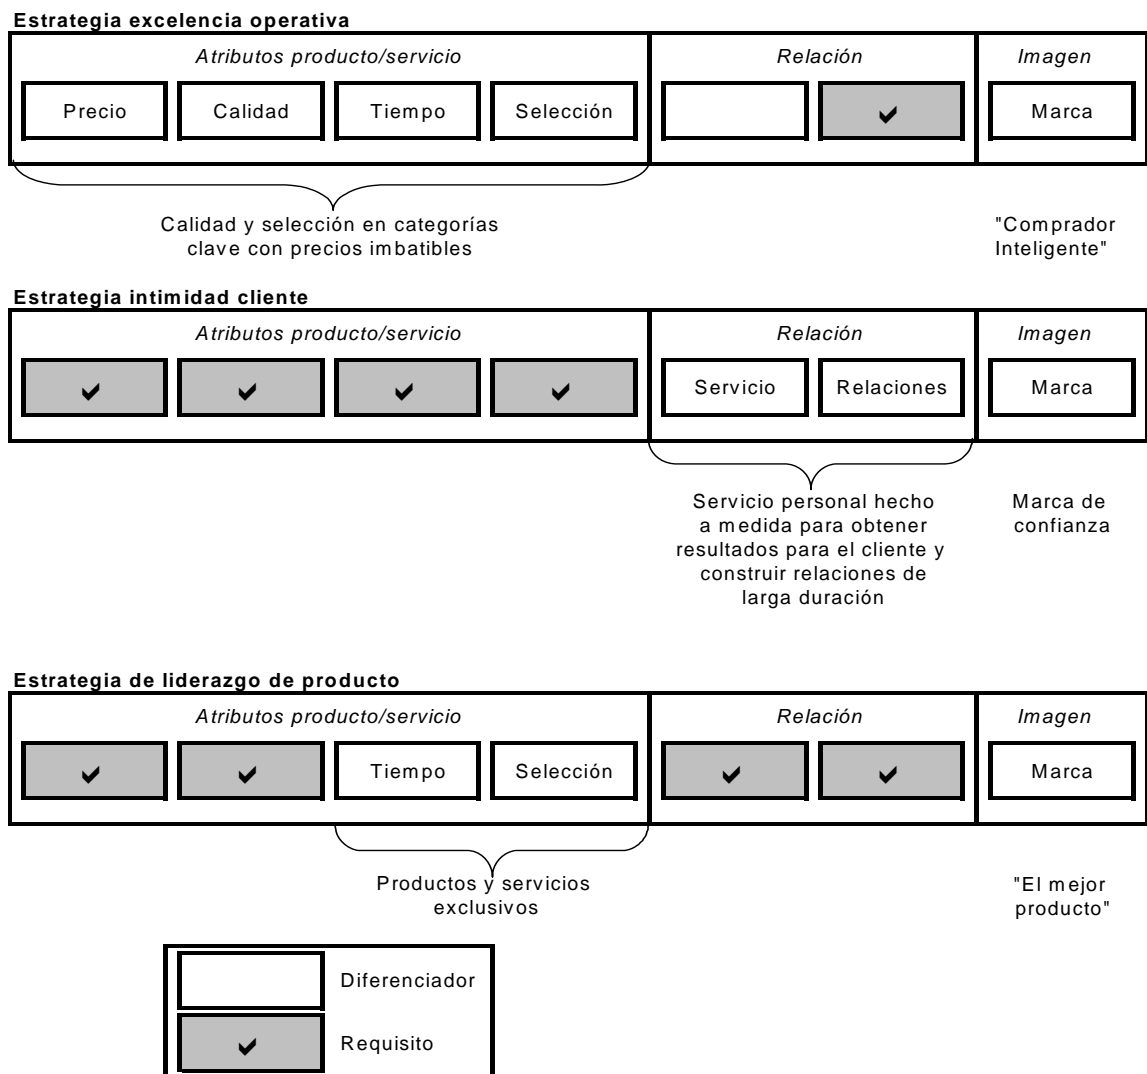 Estrategia excelencia operativa
Atributos producto/servicio Relación Imagen
Precio Calidad Tiempo Selección ✔ Marca
Calidad y selección en categorías
clave con precios imbatibles
"Comprador
Inteligente"
Estrategia intimidad cliente
Atributos producto/servicio Relación Imagen
✔ ✔ ✔ ✔ Servicio Relaciones Marca
Servicio personal hecho
a medida para obtener
resultados para el cliente y
construir relaciones de
larga duración
Marca de
confianza
Estrategia de liderazgo de producto
Atributos producto/servicio Relación Imagen
✔ ✔ Tiempo Selección ✔ ✔ Marca
Productos y servicios
exclusivos
"El mejor
producto"
Diferenciador
✔ Requisito